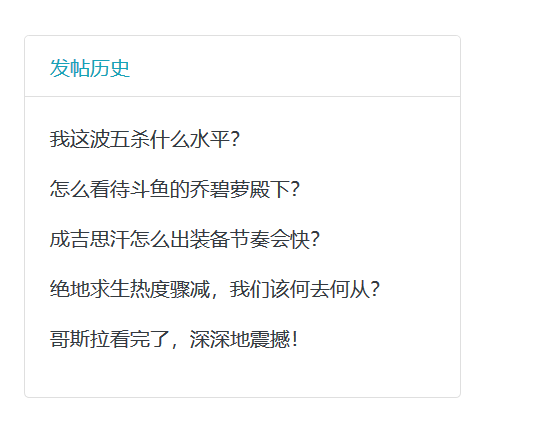 发帖历史
我这波五杀什么水平？
怎么看待斗鱼的乔碧萝殿下？
成吉思汗怎么出装备节奏会快？
绝地求生热度骤减，我们该何去何从？
哥斯拉看完了，深深地震撼！